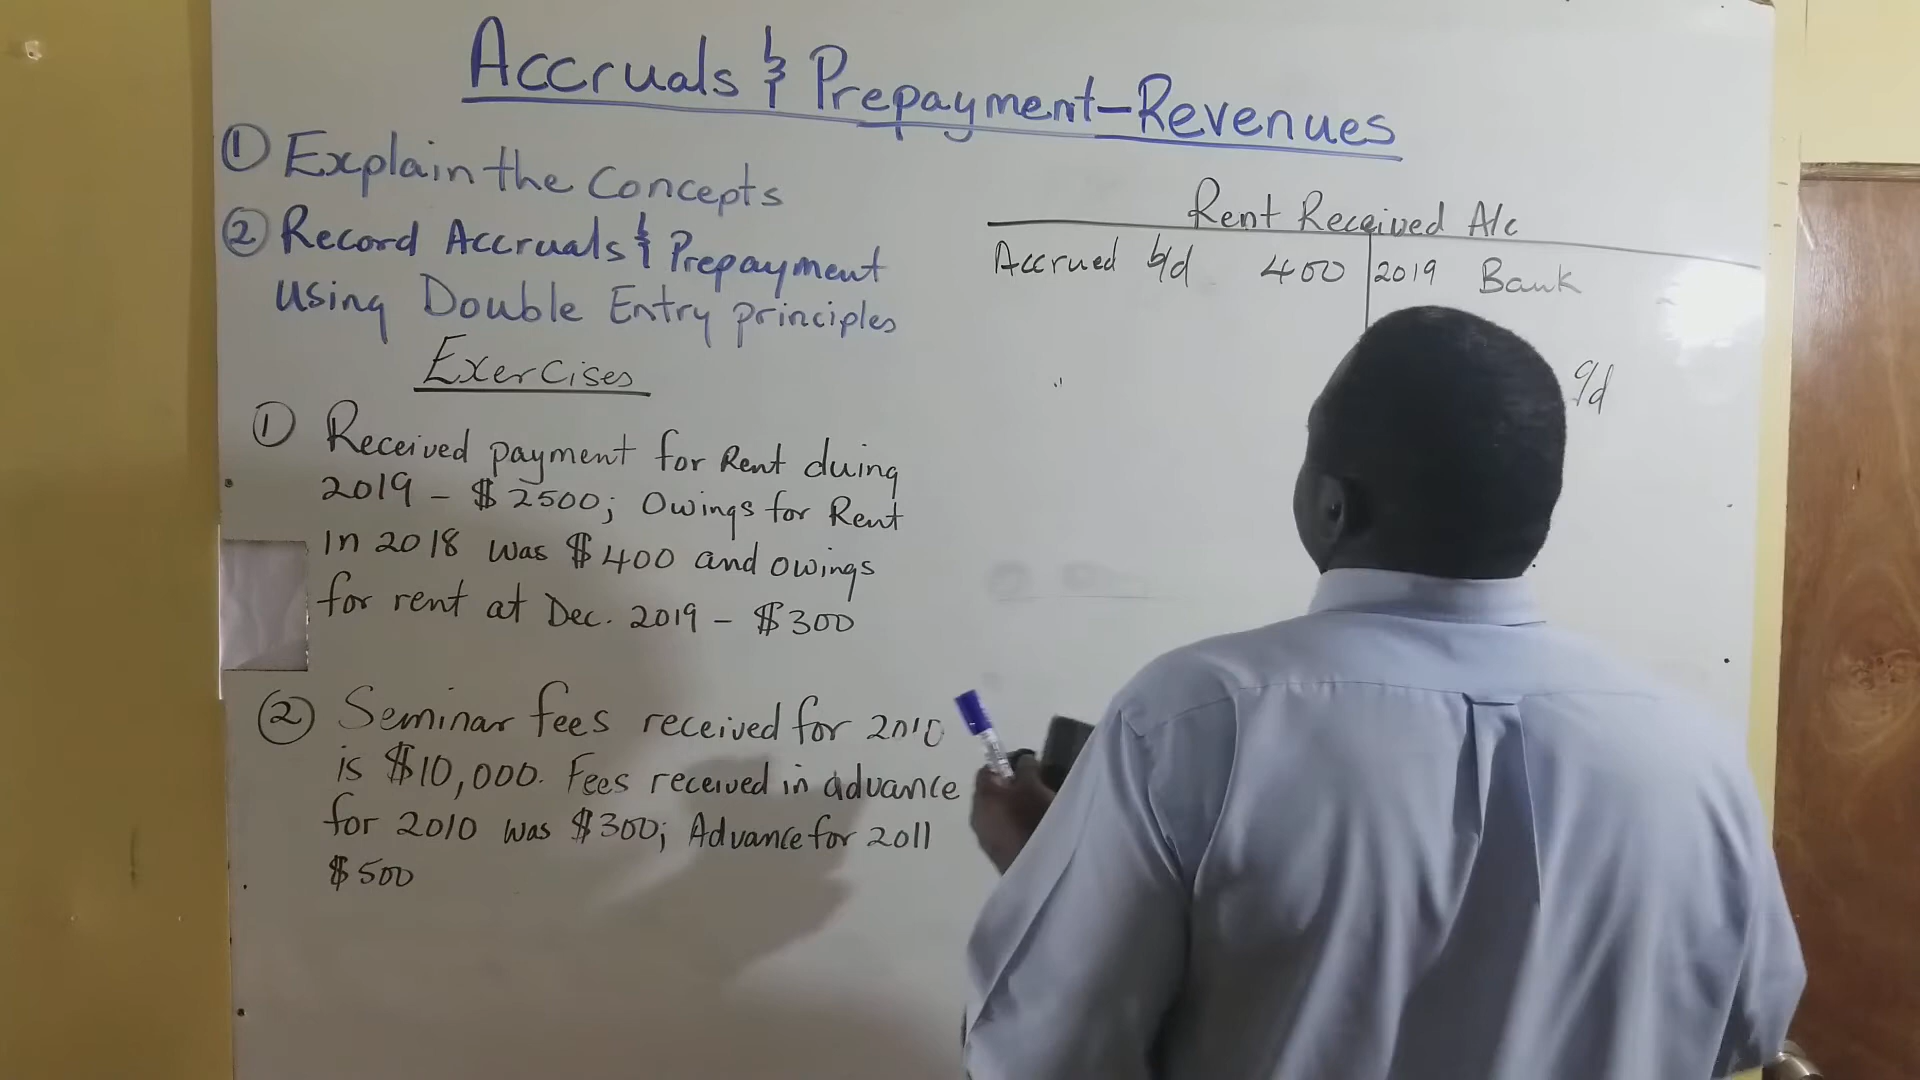 Accruals & Prepayment-Revenues
① Explain the Concepts
② Record Accruals & Prepayment
using Double Entry principles
Exercises
① Received payment for Rent duing
2019 - $2500; Owings for Rent
In 2018 was $400 and owings
for rent at Dec. 2019 - $300
② Seminar fees received for 2010
is $10,000. Fees received in advance
for 2010 was $300; Advance for 2011
$500
Rent Received A/c
Accrued b/d 400 2019 Bank
c/d